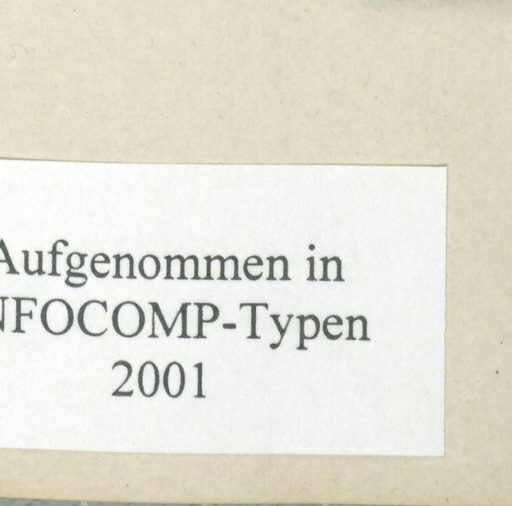 Aufgenommen in
NFOCOMP-Typen
2001